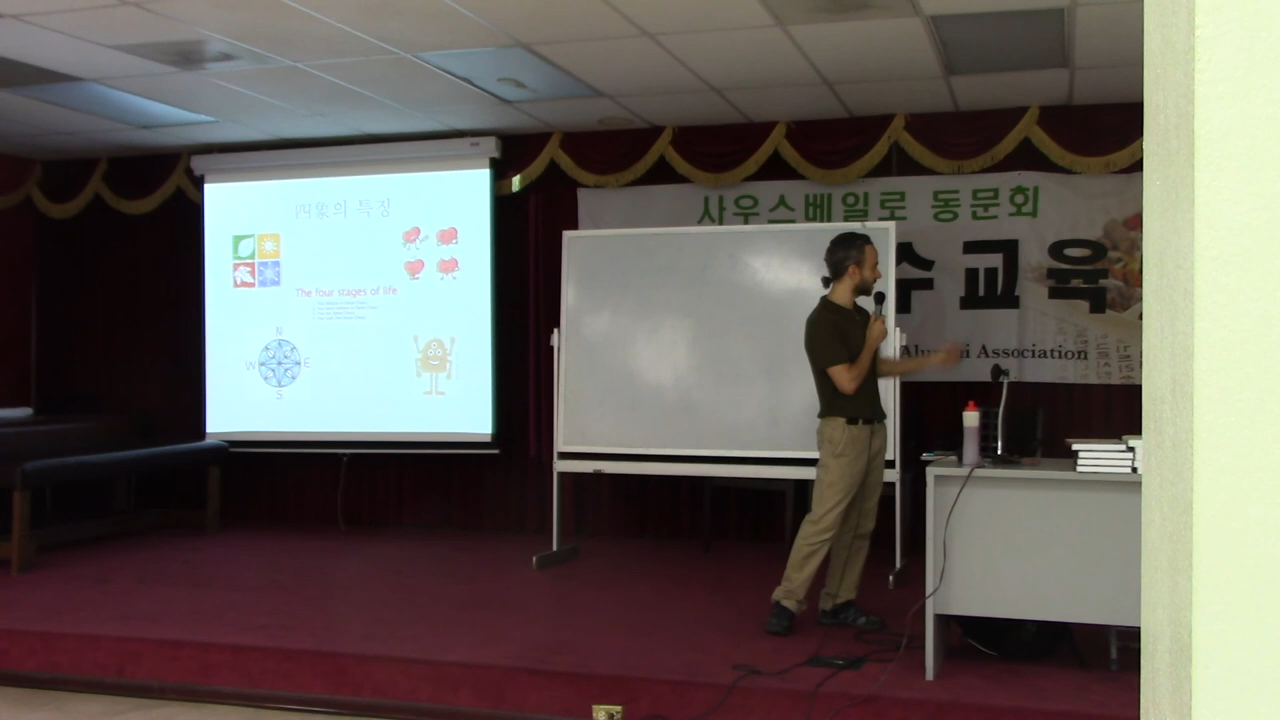 四象의 특징
The four stages of life
N
W
E
S
사우스베일로 동문회
수교육
Alumni Association